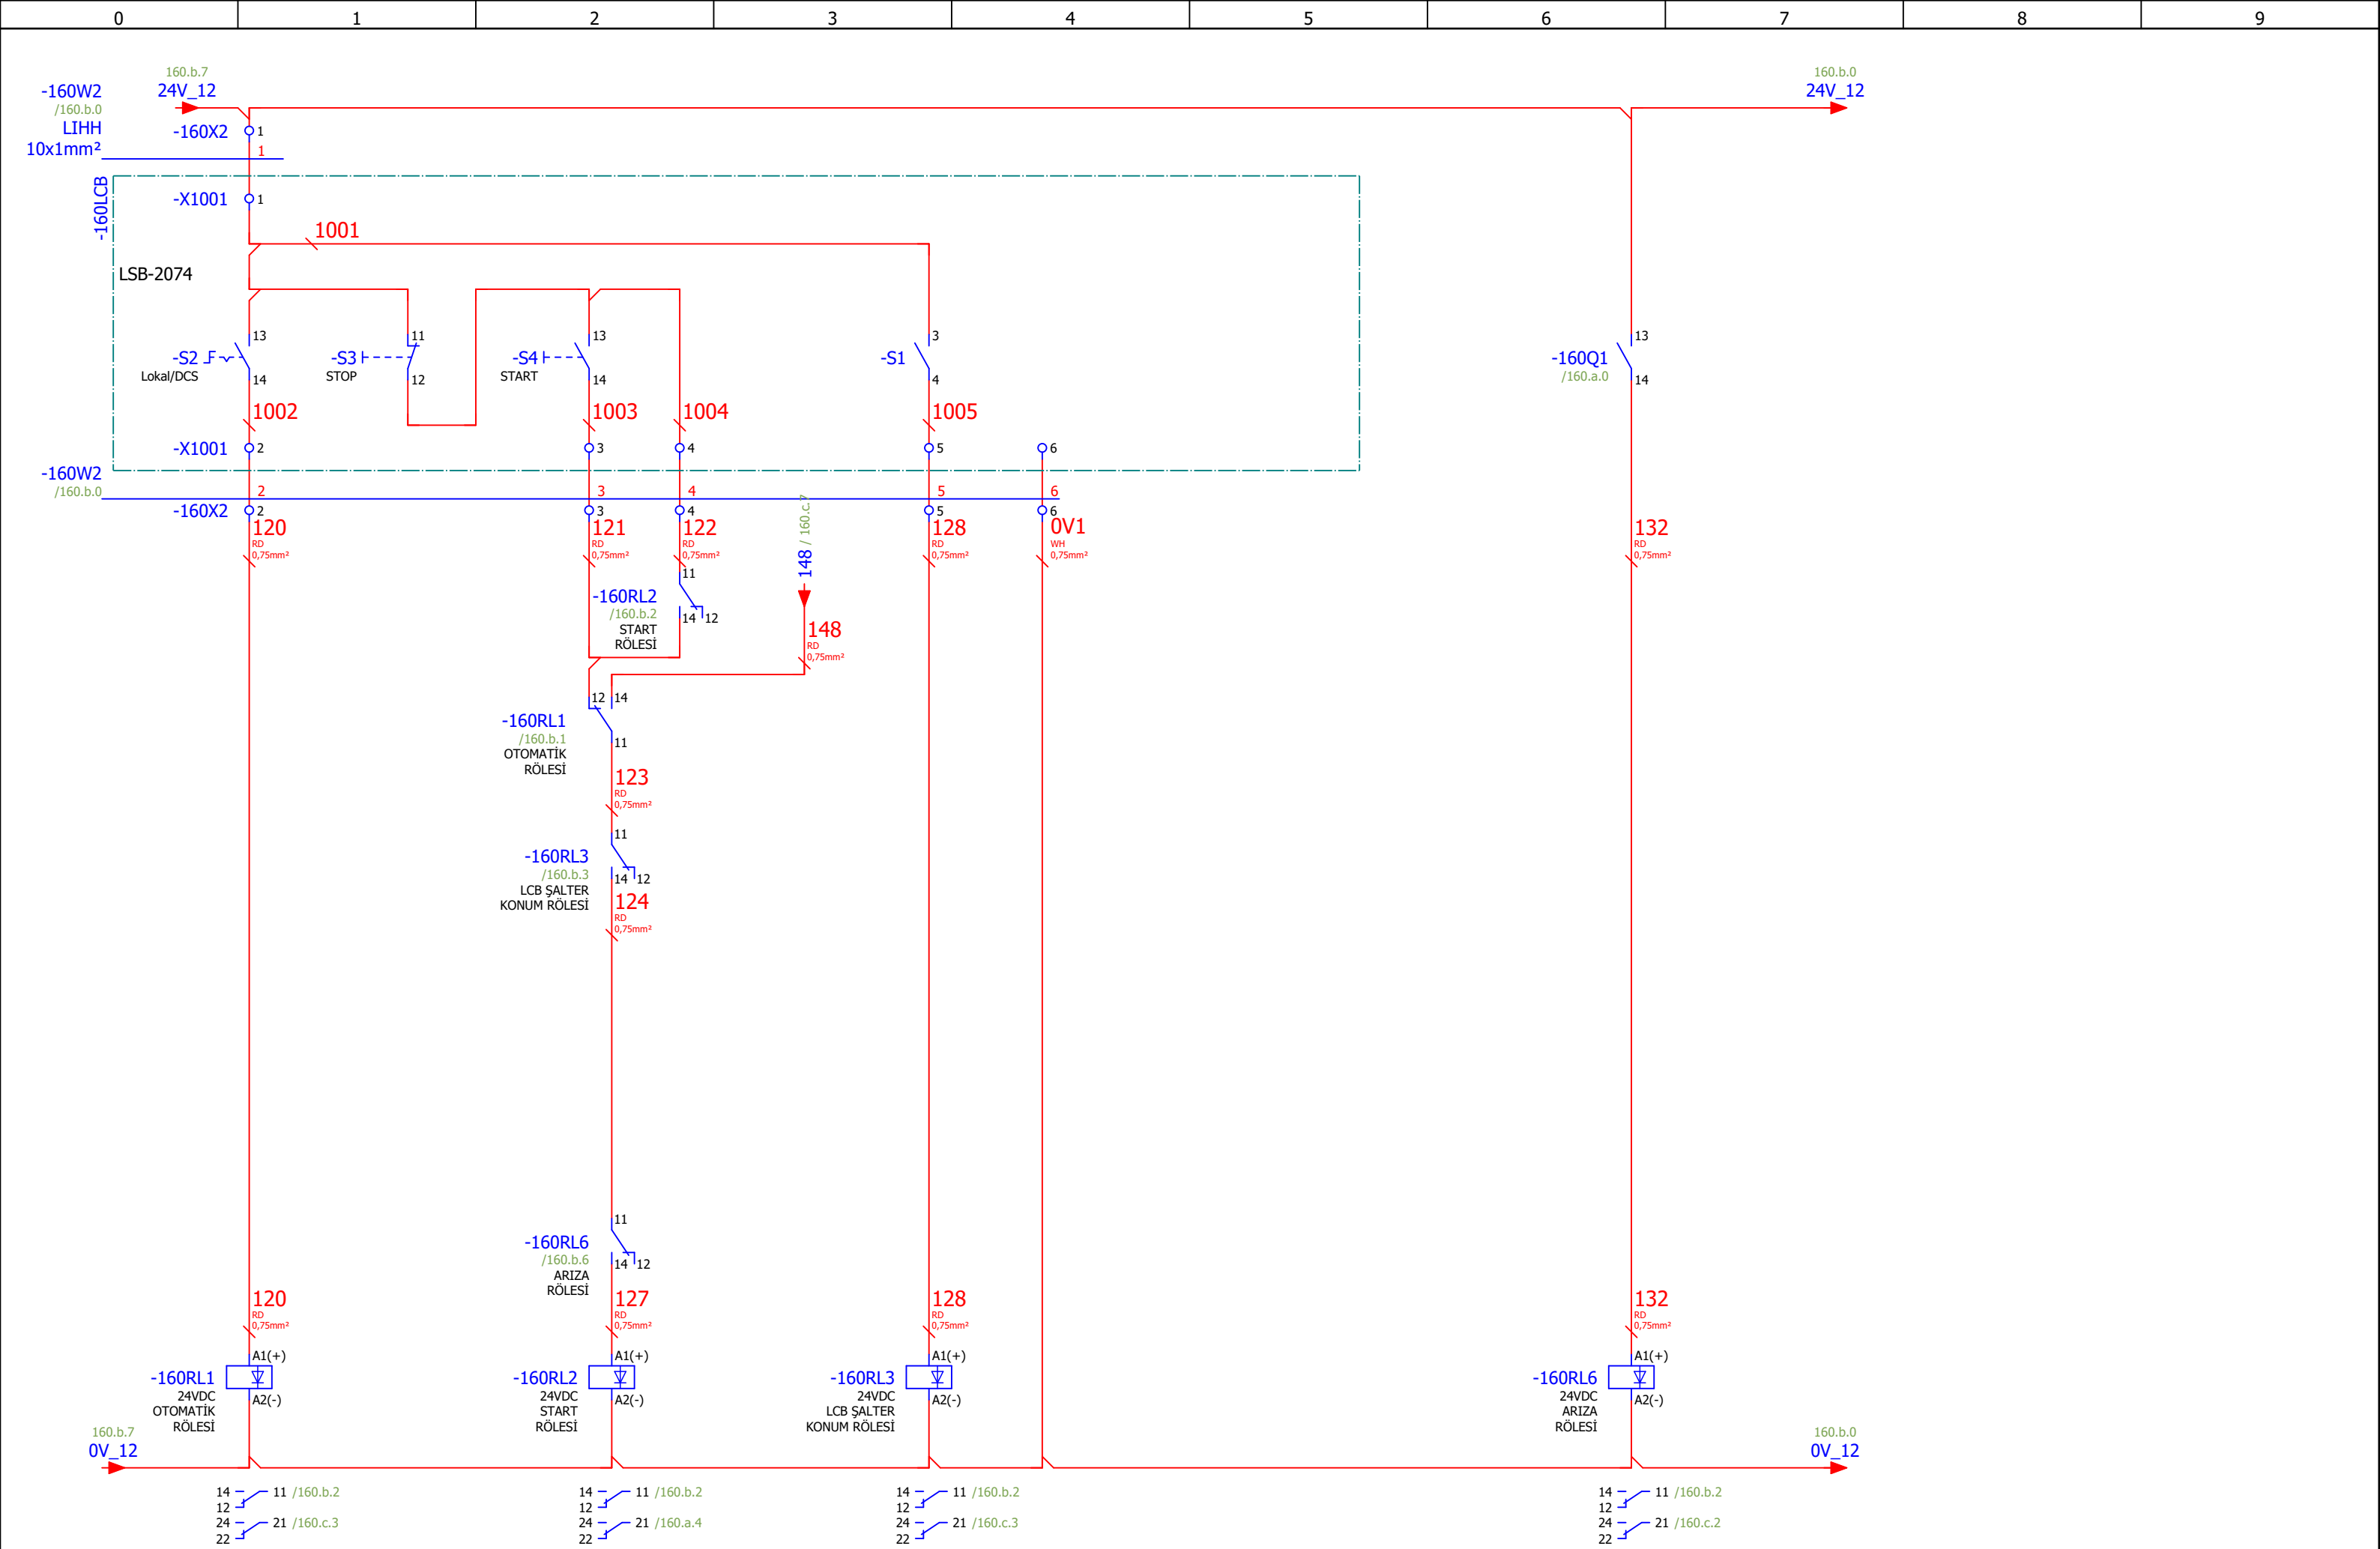 0 1 2 3 4 5 6 7 8 9
160.b.7
24V_12
160.b.0
24V_12
-160W2
/160.b.0
LIHH
10x1mm²
-160X2 1
1
-160LCB
-X1001 1
1001
LSB-2074
13
-S2
Lokal/DCS
14
11
-S3
STOP
12
13
-S4
START
14
3
-S1
4
13
-160Q1
/160.a.0
14
1002
1003
1004
1005
-X1001 2 3 4 5 6
-160W2
/160.b.0
2 3 4 5 6
-160X2 2 3 4 5 6
120
RD
0,75mm²
121
RD
0,75mm²
122
RD
0,75mm²
148 / 160.c.7
128
RD
0,75mm²
0V1
WH
0,75mm²
132
RD
0,75mm²
11
-160RL2
/160.b.2
14 12
START
RÖLESİ
148
RD
0,75mm²
12 14
-160RL1
/160.b.1
11
OTOMATİK
RÖLESİ
123
RD
0,75mm²
11
-160RL3
/160.b.3
14 12
LCB ŞALTER
KONUM RÖLESİ
124
RD
0,75mm²
11
-160RL6
/160.b.6
14 12
ARIZA
RÖLESİ
120
RD
0,75mm²
127
RD
0,75mm²
128
RD
0,75mm²
132
RD
0,75mm²
A1(+)
-160RL1
24VDC
A2(-)
OTOMATİK
RÖLESİ
A1(+)
-160RL2
24VDC
A2(-)
START
RÖLESİ
A1(+)
-160RL3
24VDC
A2(-)
LCB ŞALTER
KONUM RÖLESİ
A1(+)
-160RL6
24VDC
A2(-)
ARIZA
RÖLESİ
160.b.7
0V_12
160.b.0
0V_12
14 11 /160.b.2
12
24 21 /160.c.3
22
14 11 /160.b.2
12
24 21 /160.a.4
22
14 11 /160.b.2
12
24 21 /160.c.3
22
14 11 /160.b.2
12
24 21 /160.c.2
22